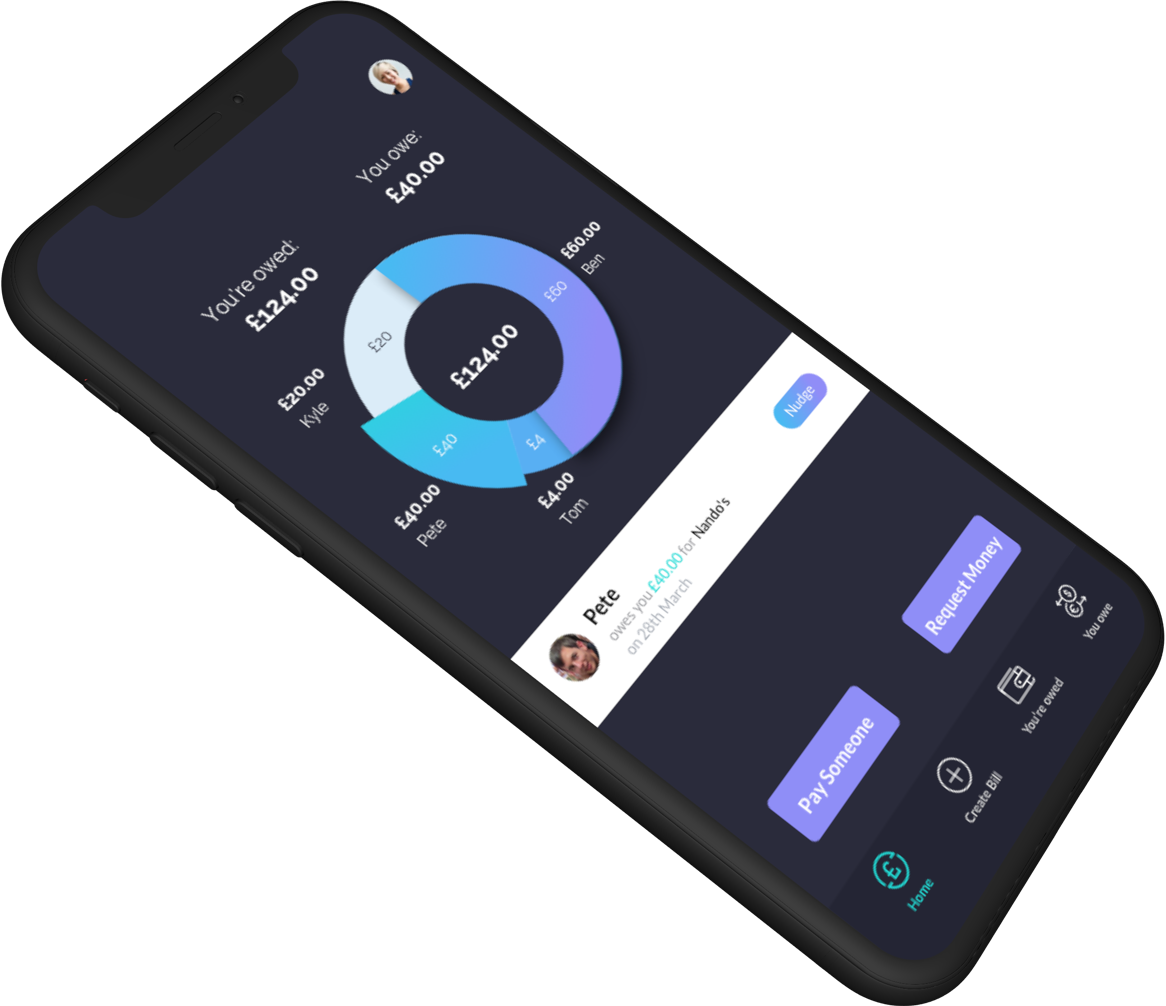 You're owed:
£124.00
You owe:
£40.00
£20.00
Kyle
£60.00
Ben
£20
£60
£124.00
£40
£4
£40.00
Pete
£4.00
Tom
Pete
owes you £40.00 for Nando's
on 28th March
Nudge
Pay Someone
Request Money
Home
Create Bill
You're owed
You owe